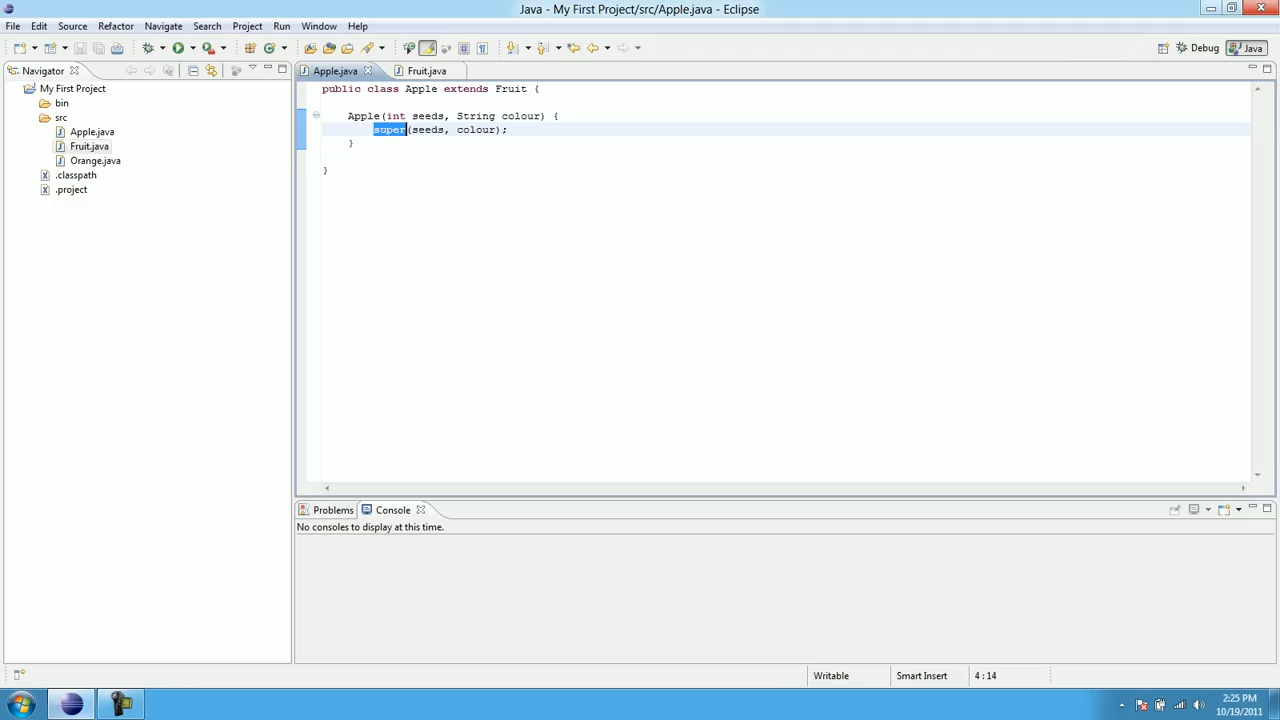 Java - My First Project/src/Apple.java - Eclipse
File Edit Source Refactor Navigate Search Project Run Window Help
Debug Java
Navigator
Apple.java Fruit.java
My First Project
bin
src
Apple.java
Fruit.java
Orange.java
.classpath
.project
public class Apple extends Fruit {
Apple(int seeds, String colour) {
super(seeds, colour);
}
}
Problems Console
No consoles to display at this time.
Writable Smart Insert 4 : 14
2:25 PM
10/19/2011